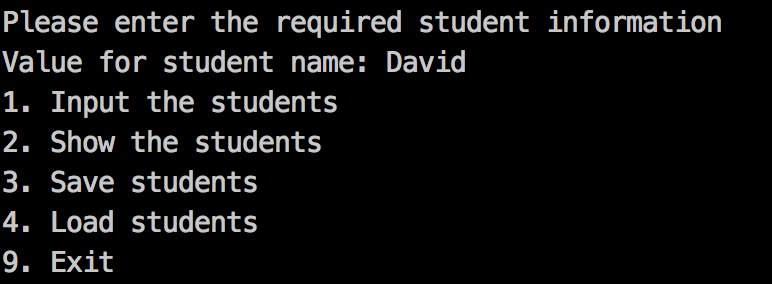 Please enter the required student information
Value for student name: David
1. Input the students
2. Show the students
3. Save students
4. Load students
9. Exit